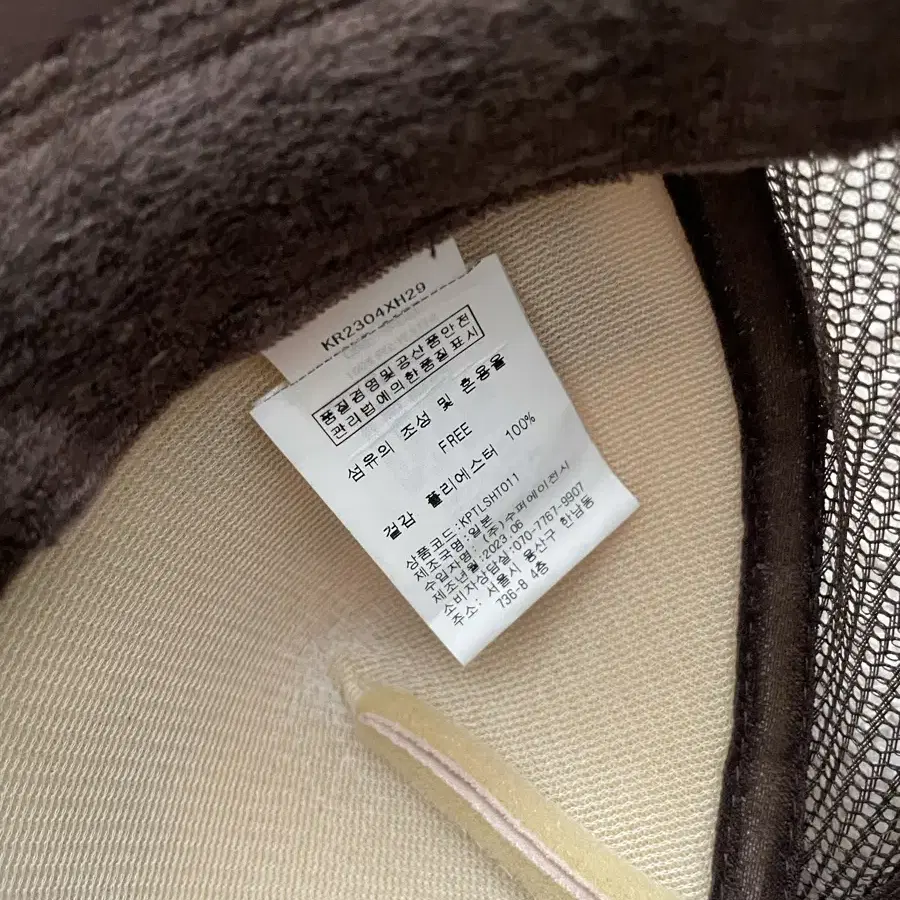 KR2304XH29
품질경영및공산품안전
관리법에의한품질표시
섬유의 조성 및 혼용율
FREE
겉감 폴리에스터 100%
상품코드: KPTLSHT011
제조국명: 일본
수입자명: (주)수퍼에이전시
제조년월: 2023.06
소비자상담실: 070-7767-9907
주소: 서울시 용산구 한남동
736-8 4층